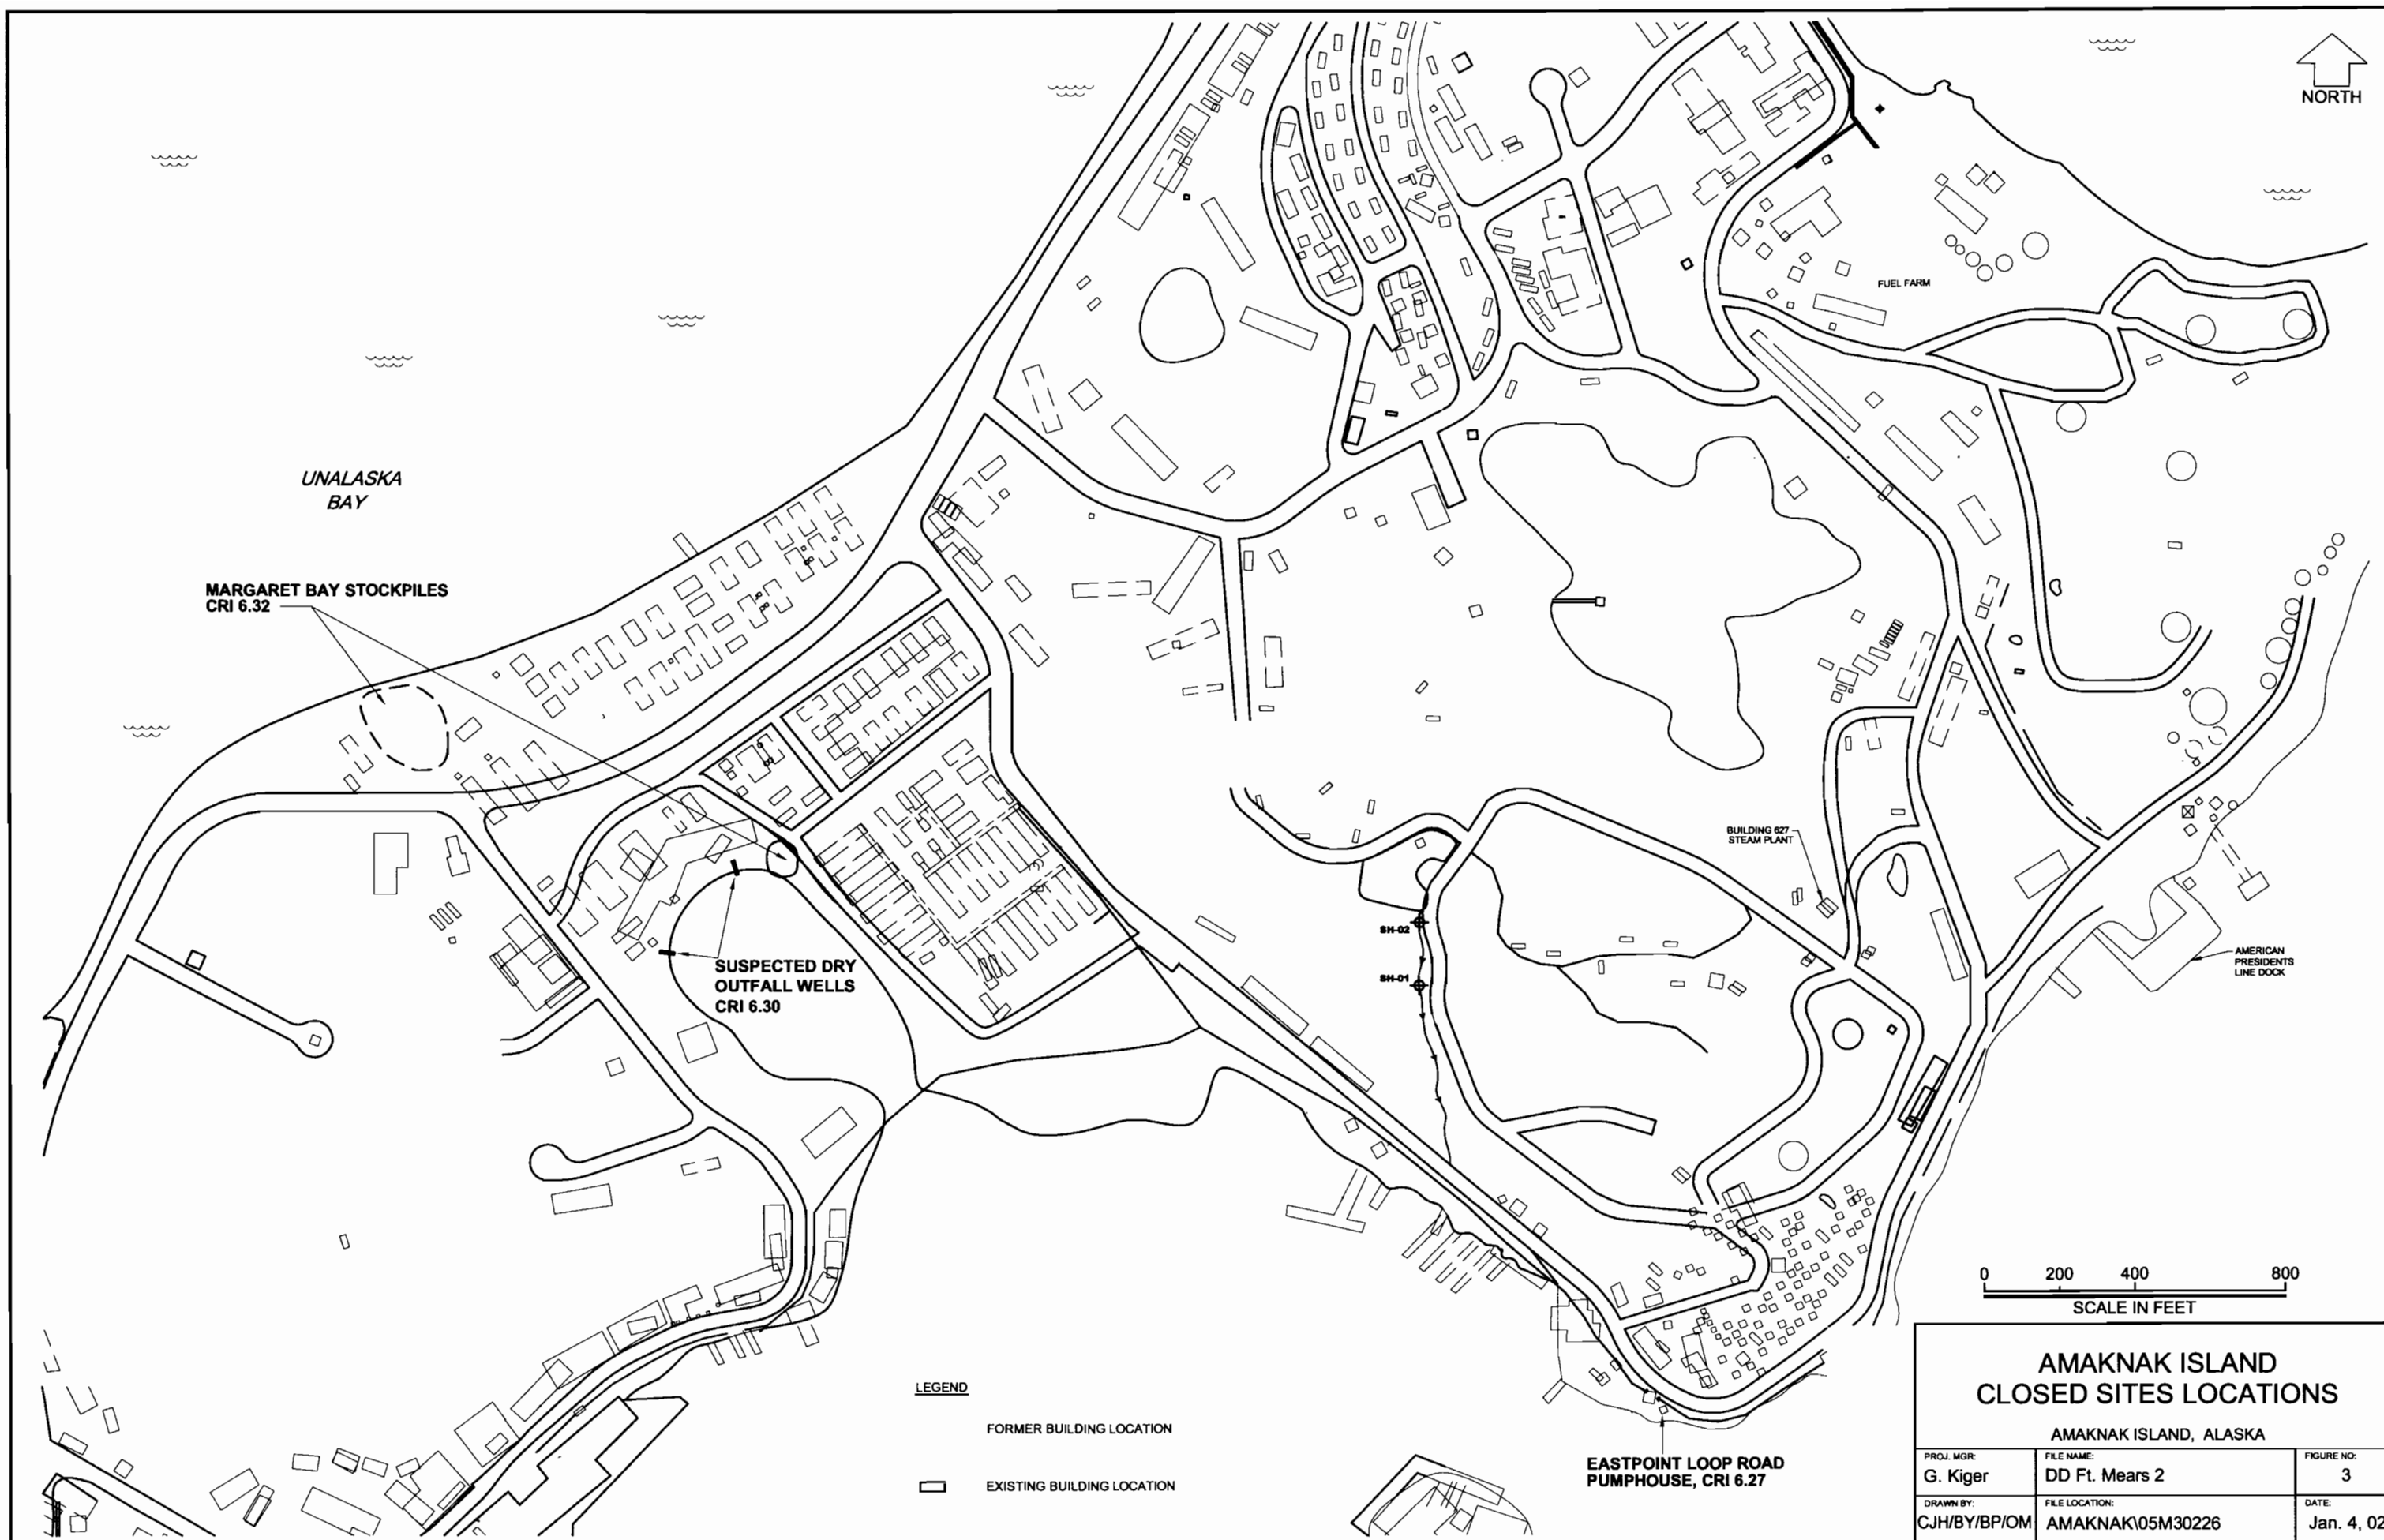 NORTH
FUEL FARM
UNALASKA
BAY
MARGARET BAY STOCKPILES
CRI 6.32
BUILDING 627
STEAM PLANT
SH-02
SH-01
SUSPECTED DRY
OUTFALL WELLS
CRI 6.30
AMERICAN
PRESIDENTS
LINE DOCK
0 200 400 800
SCALE IN FEET
LEGEND
FORMER BUILDING LOCATION
EXISTING BUILDING LOCATION
EASTPOINT LOOP ROAD
PUMPHOUSE, CRI 6.27
AMAKNAK ISLAND
CLOSED SITES LOCATIONS
AMAKNAK ISLAND, ALASKA
PROJ. MGR:
G. Kiger
FILE NAME:
DD Ft. Mears 2
FIGURE NO:
3
DRAWN BY:
CJH/BY/BP/OM
FILE LOCATION:
AMAKNAK\05M30226
DATE:
Jan. 4, 02